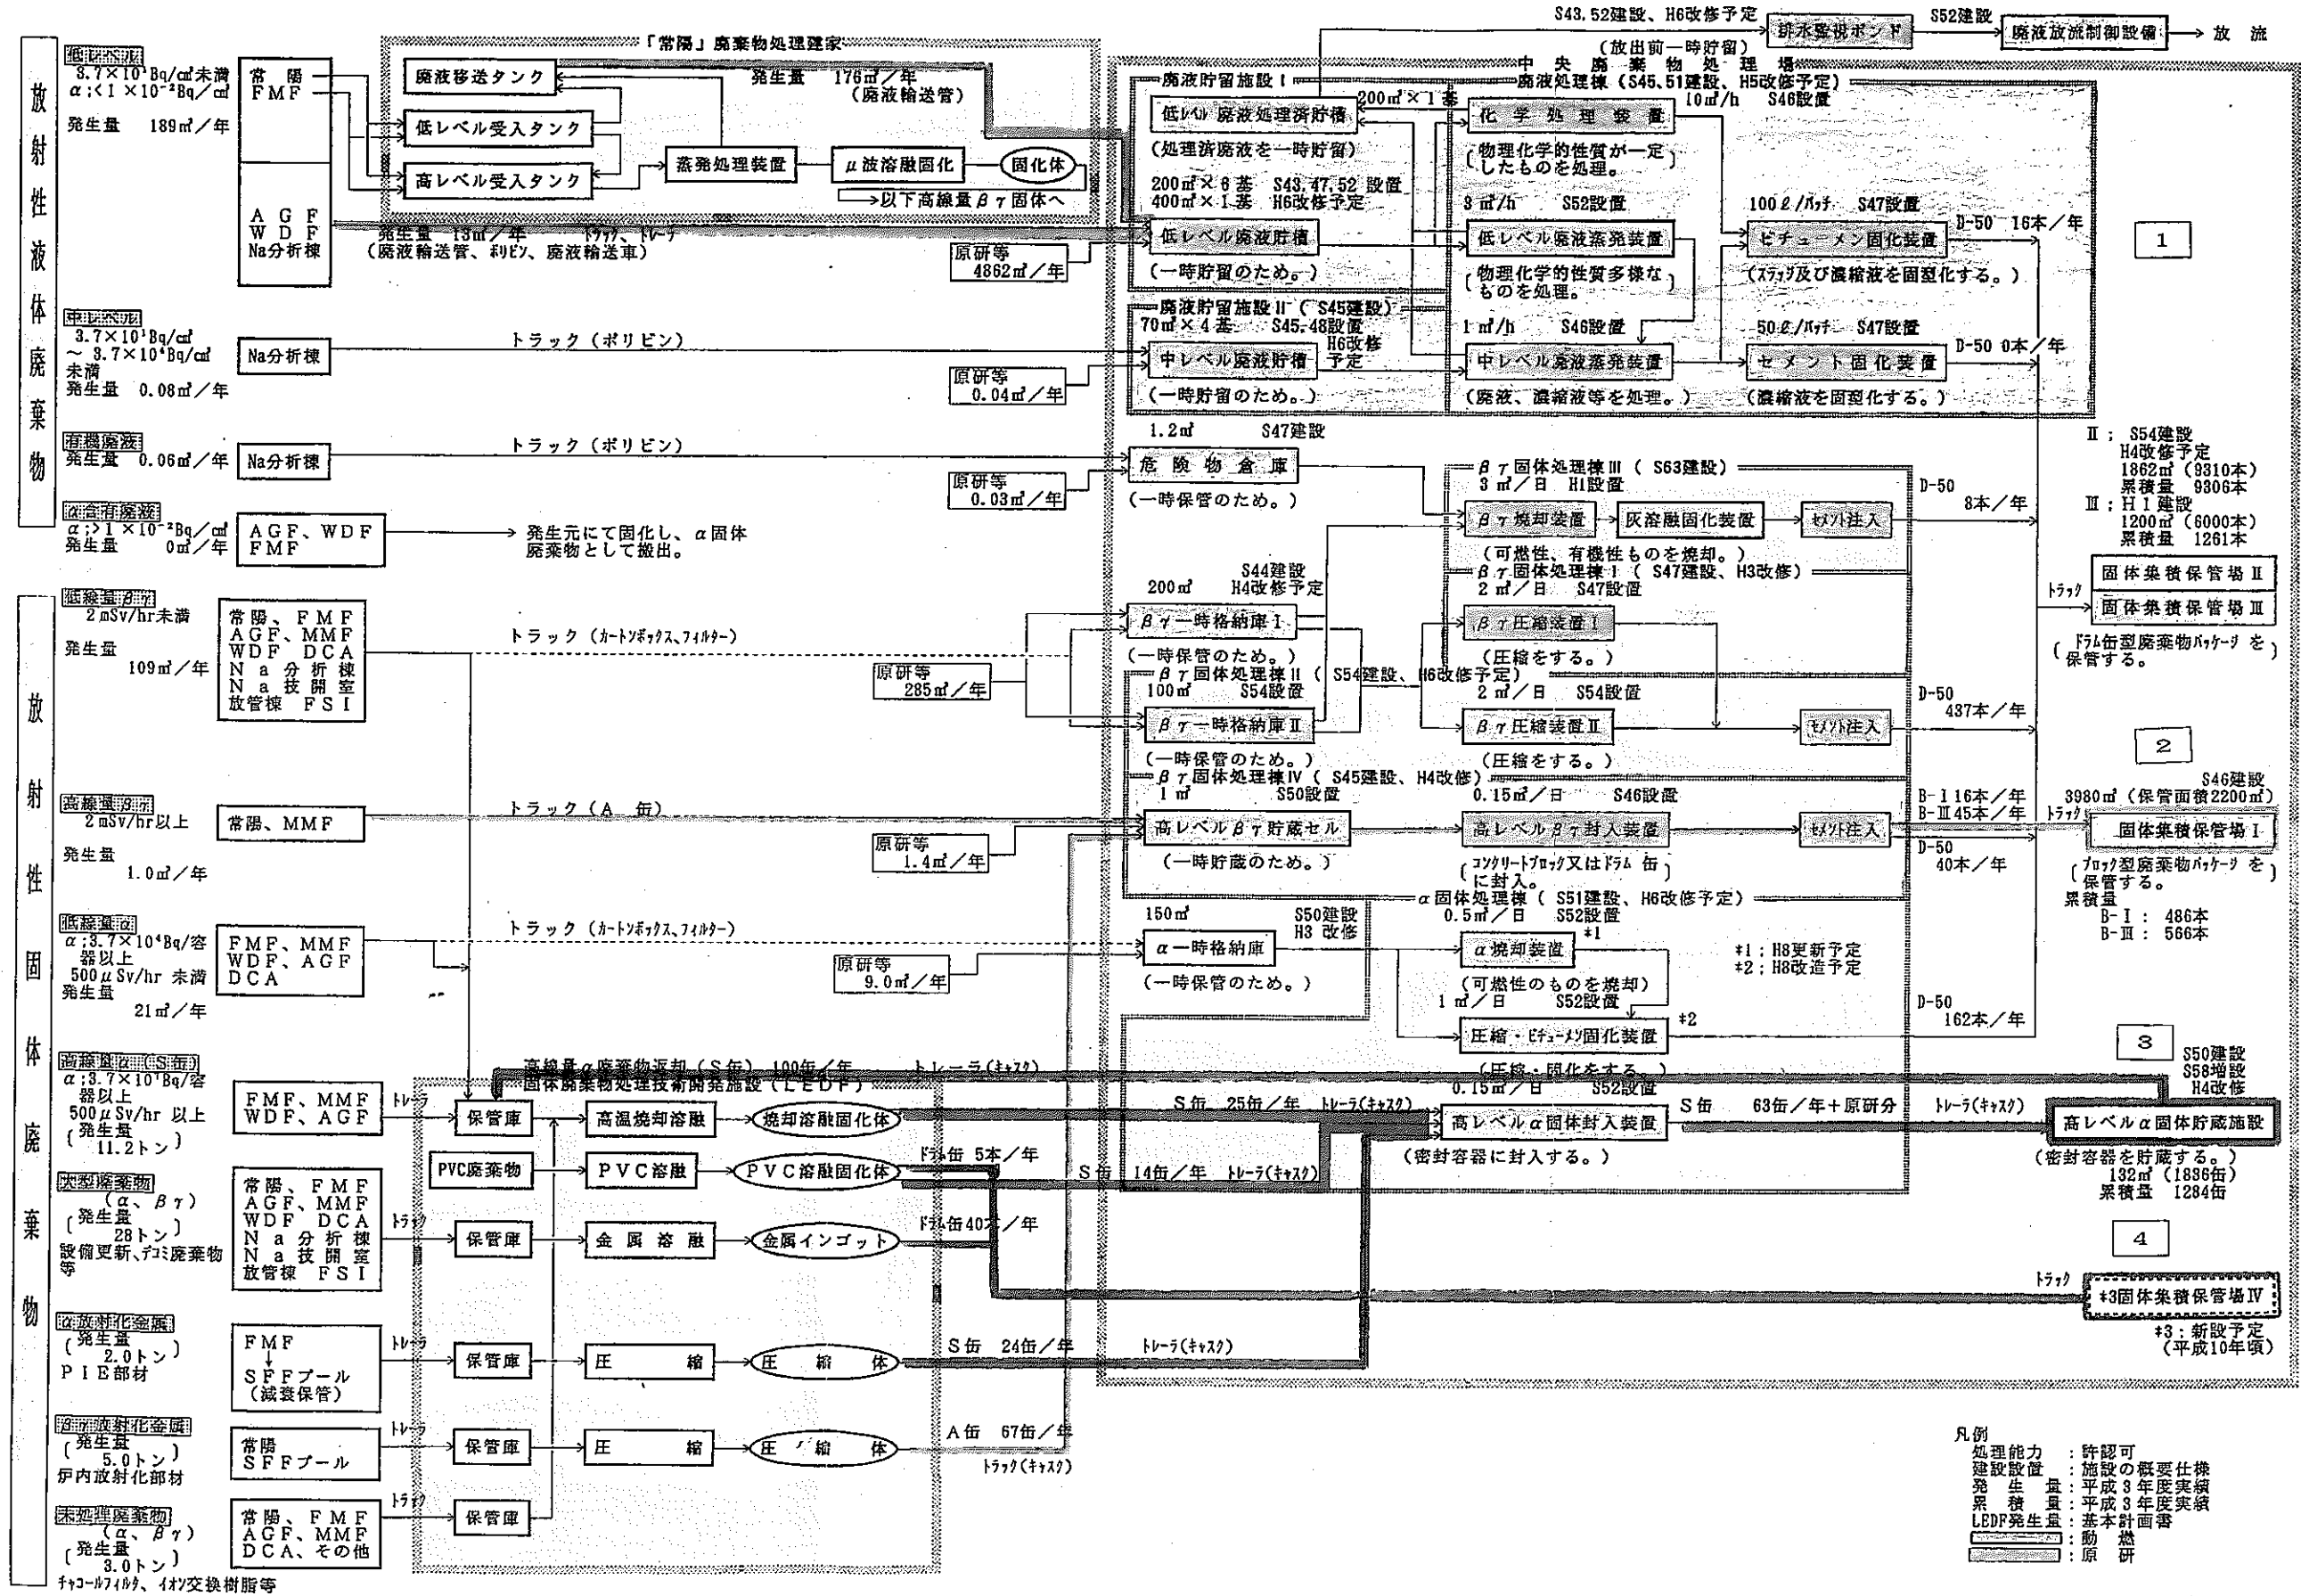 放射性液体廃棄物
低レベル
3.7×10¹Bq/c㎥未満
α;<1×10⁻²Bq/c㎥
発生量 189㎥/年
常陽
FMF
AGF
WDF
Na分析棟
「常陽」廃棄物処理建家
廃液移送タンク
発生量 176㎥/年
(廃液輸送管)
低レベル受入タンク
高レベル受入タンク
蒸発処理装置
μ波溶融固化
固化体
→以下高線量βγ固体へ
発生量 13㎥/年 トラック、トレーラ
(廃液輸送管、ポリビン、廃液輸送車)
原研等
4862㎥/年
S43,52建設、H6改修予定
排水監視ポンド
(放出前一時貯留)
S52建設
廃液放流制御設備
放流
中央廃棄物処理場
廃液貯留施設Ⅰ
200㎥×1基
低レベル廃液処理済貯槽
(処理済廃液を一時貯留)
200㎥×6基 S43,47,52設置
400㎥×1基 H6改修予定
低レベル廃液貯槽
(一時貯留のため。)
廃液処理棟(S45,51建設、H5改修予定)
10㎥/h S46設置
化学処理装置
(物理化学的性質が一定
したものを処理。)
3㎥/h S52設置
低レベル廃液蒸発装置
(物理化学的性質多様な
ものを処理。)
100ℓ/バッチ S47設置
ビチューメン固化装置
D-50 16本/年
(スラッジ及び濃縮液を固型化する。)
1
廃液貯留施設Ⅱ(S45建設)
70㎥×4基 S45,48設置
H6改修
予定
中レベル廃液貯槽
(一時貯留のため。)
1㎥/h S46設置
中レベル廃液蒸発装置
(廃液、濃縮液等を処理。)
50ℓ/バッチ S47設置
セメント固化装置
D-50 0本/年
(濃縮液を固型化する。)
中レベル
3.7×10¹Bq/c㎥
~3.7×10⁴Bq/c㎥
未満
発生量 0.08㎥/年
Na分析棟
トラック(ポリビン)
原研等
0.04㎥/年
有機廃液
発生量 0.06㎥/年
Na分析棟
トラック(ポリビン)
原研等
0.03㎥/年
1.2㎥ S47建設
危険物倉庫
(一時保管のため。)
α含有廃液
α;>1×10⁻²Bq/c㎥
発生量 0㎥/年
AGF、WDF
FMF
発生元にて固化し、α固体
廃棄物として搬出。
βγ固体処理棟Ⅲ(S63建設)
3㎥/日 H1設置
βγ焼却装置
灰溶融固化装置
セメント注入
D-50
8本/年
(可燃性、有機性ものを焼却。)
Ⅱ;S54建設
H4改修予定
1862㎥(9310本)
累積量 9306本
Ⅲ;H1建設
1200㎥(6000本)
累積量 1261本
トラック
固体集積保管場Ⅱ
固体集積保管場Ⅲ
(ドラム缶型廃棄物パッケージを
保管する。)
放射性固体廃棄物
低線量βγ
2mSv/hr未満
発生量
109㎥/年
常陽、FMF
AGF、MMF
WDF DCA
Na分析棟
Na技開室
放管棟 FSI
トラック(カートンボックス、フィルター)
原研等
285㎥/年
S44建設
200㎥ H4改修予定
βγ一時格納庫Ⅰ
(一時保管のため。)
βγ固体処理棟Ⅰ(S47建設、H3改修)
2㎥/日 S47設置
βγ圧縮装置Ⅰ
(圧縮をする。)
βγ固体処理棟Ⅱ(S54建設、H6改修予定)
100㎥ S54設置
βγ一時格納庫Ⅱ
(一時保管のため。)
2㎥/日 S54設置
βγ圧縮装置Ⅱ
(圧縮をする。)
セメント注入
D-50
437本/年
2
高線量βγ
2mSv/hr以上
発生量
1.0㎥/年
常陽、MMF
トラック(A缶)
原研等
1.4㎥/年
βγ固体処理棟Ⅳ(S45建設、H4改修)
1㎥ S50設置
高レベルβγ貯蔵セル
(一時貯蔵のため。)
0.15㎥/日 S46設置
高レベルβγ封入装置
(コンクリートブロック又はドラム缶
に封入。)
セメント注入
B-Ⅰ16本/年
B-Ⅲ45本/年
D-50
40本/年
トラック
S46建設
3980㎥(保管面積2200㎡)
固体集積保管場Ⅰ
(ブロック型廃棄物パッケージを
保管する。)
累積量
B-Ⅰ: 486本
B-Ⅲ: 566本
低線量α
α;3.7×10⁴Bq/容
器以上
500μSv/hr未満
発生量
21㎥/年
FMF、MMF
WDF、AGF
DCA
トラック(カートンボックス、フィルター)
原研等
9.0㎥/年
150㎥ S50建設
H3改修
α一時格納庫
(一時保管のため。)
α固体処理棟(S51建設、H6改修予定)
0.5㎥/日 S52設置
*1
α焼却装置
(可燃性のものを焼却)
1㎥/日 S52設置
圧縮・ビチューメン固化装置
*2
(圧縮・固化をする。)
*1:H8更新予定
*2:H8改造予定
D-50
162本/年
3
高線量α(S缶)
α;3.7×10⁷Bq/容
器以上
500μSv/hr以上
(発生量
11.2トン)
FMF、MMF
WDF、AGF
トレーラ
高線量α廃棄物返却(S缶) 100缶/年 トレーラ(キャスク)
固体廃棄物処理技術開発施設(LEDF)
保管庫
高温焼却溶融
焼却溶融固化体
S缶 25缶/年 トレーラ(キャスク)
0.15㎥/日 S52設置
高レベルα固体封入装置
(密封容器に封入する。)
S缶 63缶/年+原研分 トレーラ(キャスク)
S50建設
S58増設
H4改修
高レベルα固体貯蔵施設
(密封容器を貯蔵する。)
132㎥(1836缶)
累積量 1284缶
PVC廃棄物
PVC溶融
PVC溶融固化体
ドラム缶 5本/年
S缶 14缶/年 トレーラ(キャスク)
大型廃棄物
(α、βγ)
(発生量
28トン)
設備更新、デコミ廃棄物
等
常陽、FMF
AGF、MMF
WDF DCA
Na分析棟
Na技開室
放管棟 FSI
トラック
保管庫
金属溶融
金属インゴット
ドラム缶40本/年
4
トラック
*3固体集積保管場Ⅳ
*3:新設予定
(平成10年頃)
α放射化金属
(発生量
2.0トン)
PIE部材
FMF
↓
SFFプール
(減衰保管)
トレーラ
保管庫
圧縮
圧縮体
S缶 24缶/年 トレーラ(キャスク)
βγ放射化金属
(発生量
5.0トン)
炉内放射化部材
常陽
SFFプール
トレーラ
保管庫
圧縮
圧縮体
A缶 67缶/年
トラック(キャスク)
未処理廃棄物
(α、βγ)
(発生量
3.0トン)
チャコールフィルタ、イオン交換樹脂等
常陽、FMF
AGF、MMF
DCA、その他
トラック
保管庫
凡例
処理能力 :許認可
建設設置 :施設の概要仕様
発生量:平成3年度実績
累積量:平成3年度実績
LEDF発生量:基本計画書
:動燃
:原研